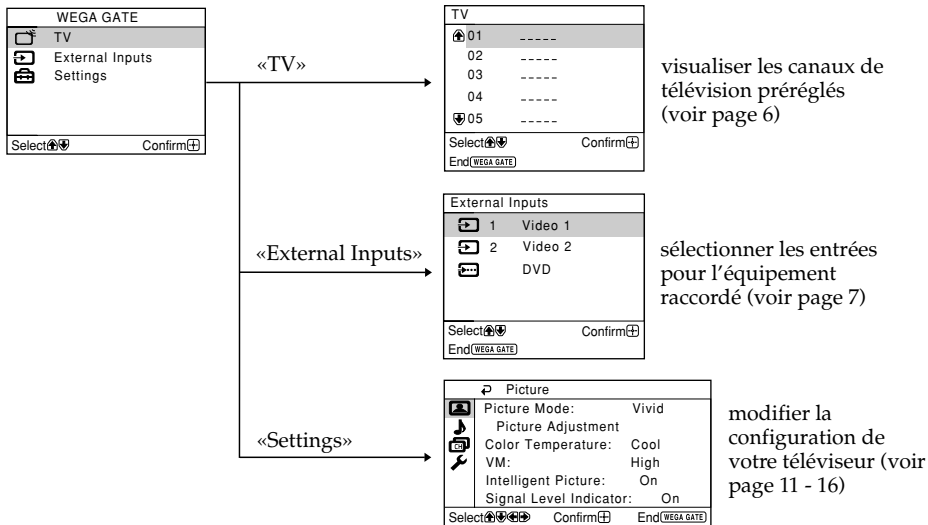 WEGA GATE
TV
External Inputs
Settings
Select Confirm
«TV»
TV
01 -----
02 -----
03 -----
04 -----
05 -----
Select Confirm
End WEGA GATE
visualiser les canaux de
télévision préréglés
(voir page 6)
«External Inputs»
External Inputs
1 Video 1
2 Video 2
DVD
Select Confirm
End WEGA GATE
sélectionner les entrées
pour l'équipement
raccordé (voir page 7)
«Settings»
Picture
Picture Mode: Vivid
Picture Adjustment
CH
Color Temperature: Cool
VM: High
Intelligent Picture: On
Signal Level Indicator: On
Select Confirm End WEGA GATE
modifier la
configuration de
votre téléviseur (voir
page 11 - 16)